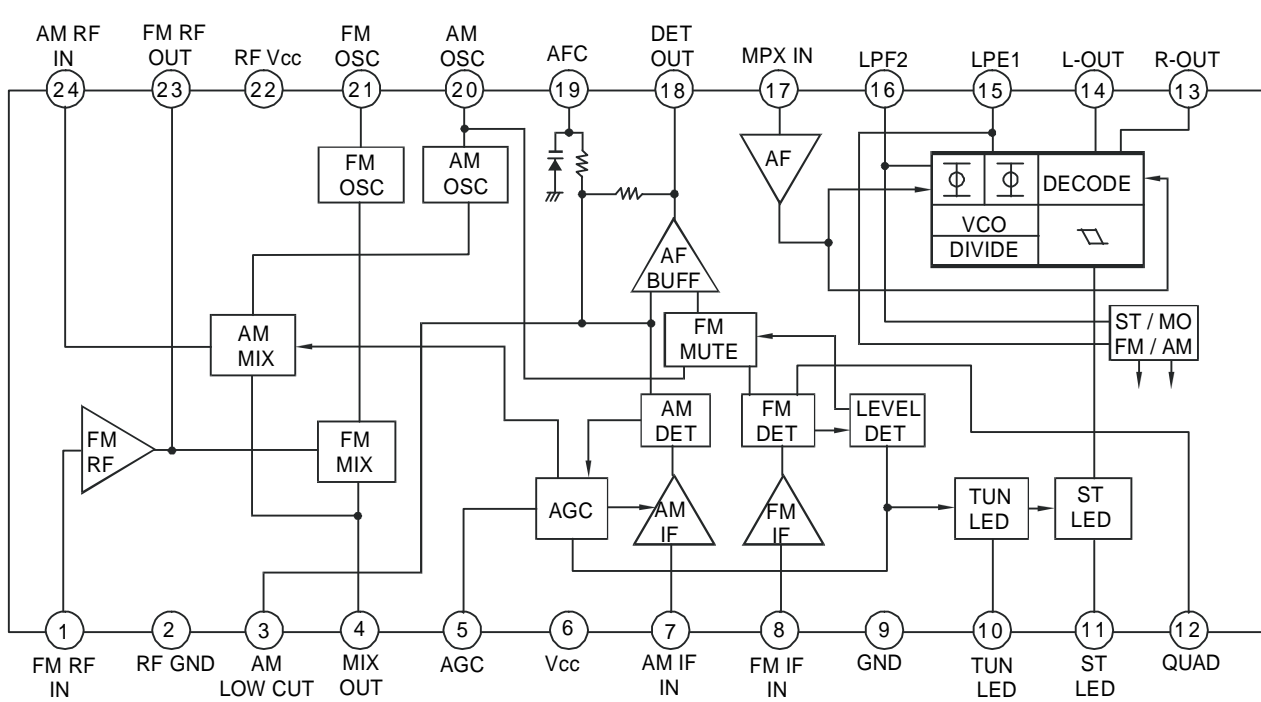 AM RF
IN
FM RF
OUT
RF Vcc
FM
OSC
AM
OSC
AFC
DET
OUT
MPX IN
LPF2
LPE1
L-OUT
R-OUT
24
23
22
21
20
19
18
17
16
15
14
13
FM
OSC
AM
OSC
AF
DECODE
VCO
DIVIDE
AF
BUFF
AM
MIX
FM
MUTE
ST / MO
FM / AM
FM
RF
FM
MIX
AM
DET
FM
DET
LEVEL
DET
AGC
AM
IF
FM
IF
TUN
LED
ST
LED
1
2
3
4
5
6
7
8
9
10
11
12
FM RF
IN
RF GND
AM
LOW CUT
MIX
OUT
AGC
Vcc
AM IF
IN
FM IF
IN
GND
TUN
LED
ST
LED
QUAD